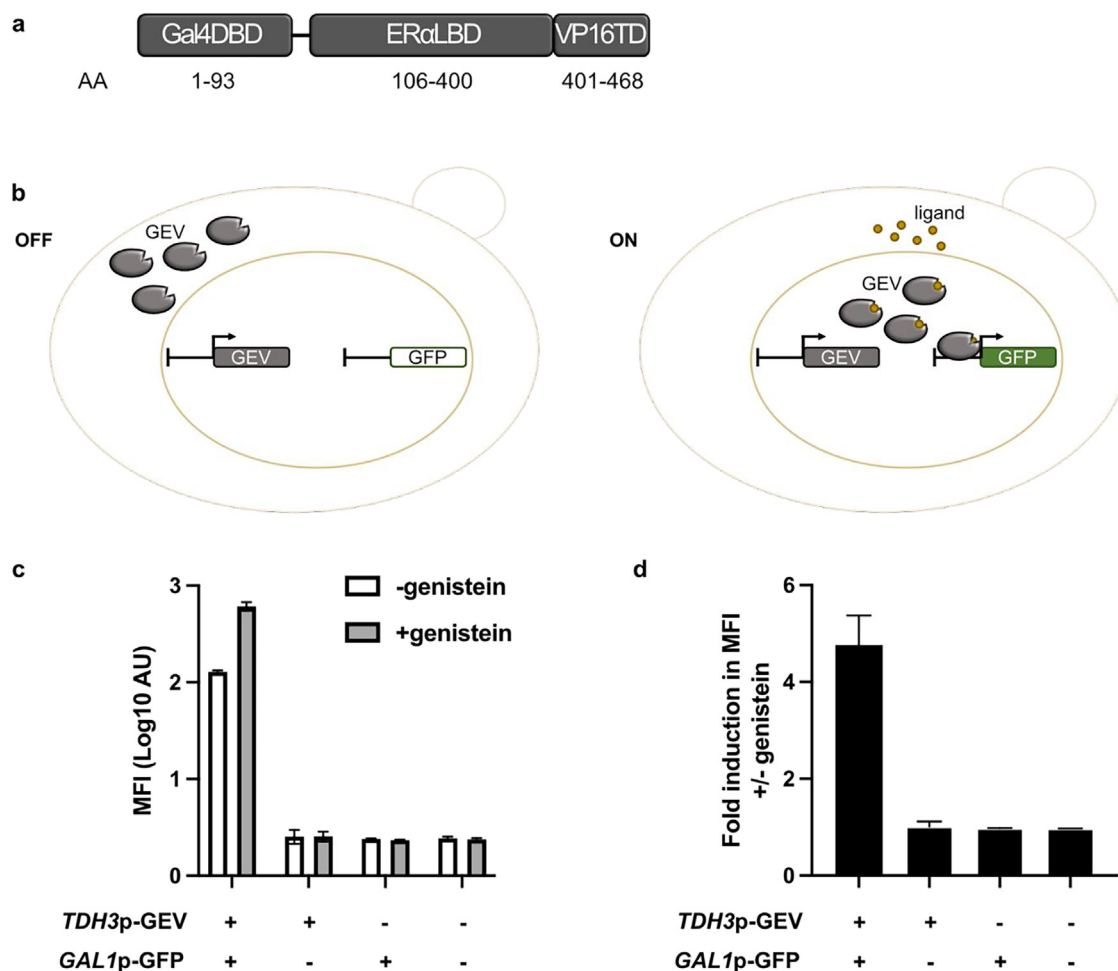 a
Gal4DBD ERαLBD VP16TD
AA 1-93 106-400 401-468
b
OFF
GEV
GEV GFP
ON
ligand
GEV
GEV GFP
c
MFI (Log10 AU)
3
2
1
0
-genistein
+genistein
TDH3p-GEV + + - -
GAL1p-GFP + - + -
d
Fold induction in MFI
+/- genistein
6
4
2
0
TDH3p-GEV + + - -
GAL1p-GFP + - + -